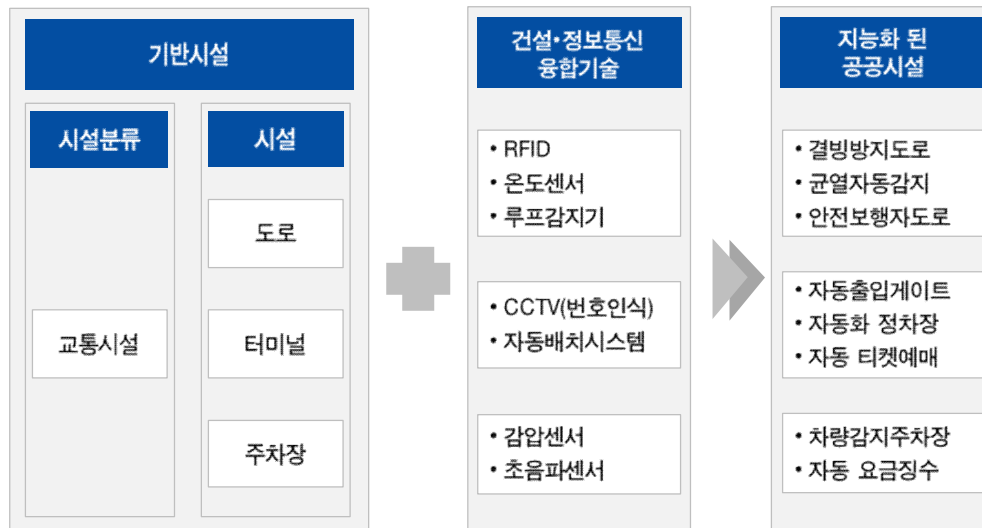 기반시설
시설분류
시설
교통시설
도로
터미널
주차장
건설·정보통신
융합기술
• RFID
• 온도센서
• 루프감지기
• CCTV(번호인식)
• 자동배치시스템
• 감압센서
• 초음파센서
지능화 된
공공시설
• 결빙방지도로
• 균열자동감지
• 안전보행자도로
• 자동출입게이트
• 자동화 정차장
• 자동 티켓예매
• 차량감지주차장
• 자동 요금징수